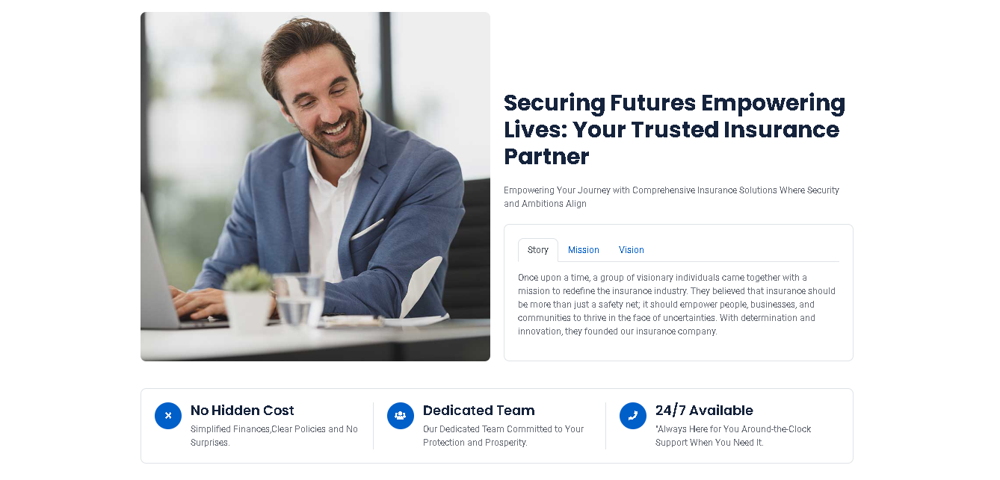 Securing Futures Empowering
Lives: Your Trusted Insurance
Partner
Empowering Your Journey with Comprehensive Insurance Solutions Where Security
and Ambitions Align
Story Mission Vision
Once upon a time, a group of visionary individuals came together with a
mission to redefine the insurance industry. They believed that insurance should
be more than just a safety net; it should empower people, businesses, and
communities to thrive in the face of uncertainties. With determination and
innovation, they founded our insurance company.
No Hidden Cost
Simplified Finances,Clear Policies and No
Surprises.
Dedicated Team
Our Dedicated Team Committed to Your
Protection and Prosperity.
24/7 Available
"Always Here for You Around-the-Clock
Support When You Need It.